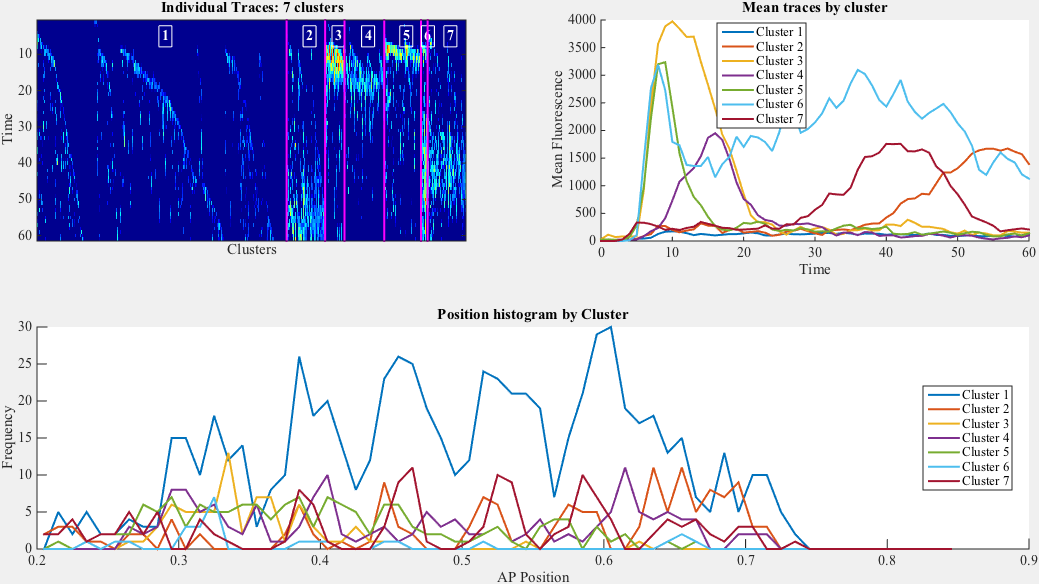 Individual Traces: 7 clusters
1 2 3 4 5 6 7
Time
10
20
30
40
50
60
Clusters
Mean traces by cluster
Mean Fluorescence
4000
3500
3000
2500
2000
1500
1000
500
0
0 10 20 30 40 50 60
Time
Cluster 1
Cluster 2
Cluster 3
Cluster 4
Cluster 5
Cluster 6
Cluster 7
Position histogram by Cluster
Frequency
30
25
20
15
10
5
0
0.2 0.3 0.4 0.5 0.6 0.7 0.8 0.9
AP Position
Cluster 1
Cluster 2
Cluster 3
Cluster 4
Cluster 5
Cluster 6
Cluster 7